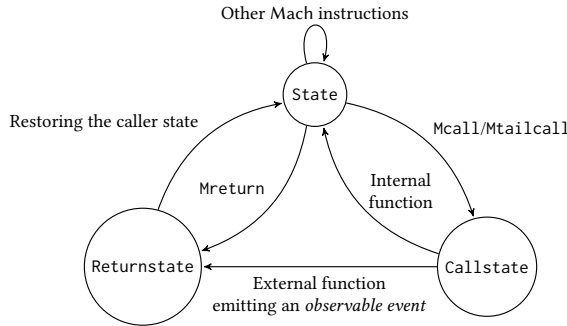 Other Mach instructions
State
Restoring the caller state
Mcall/Mtailcall
Mreturn
Internal
function
Returnstate
Callstate
External function
emitting an observable event